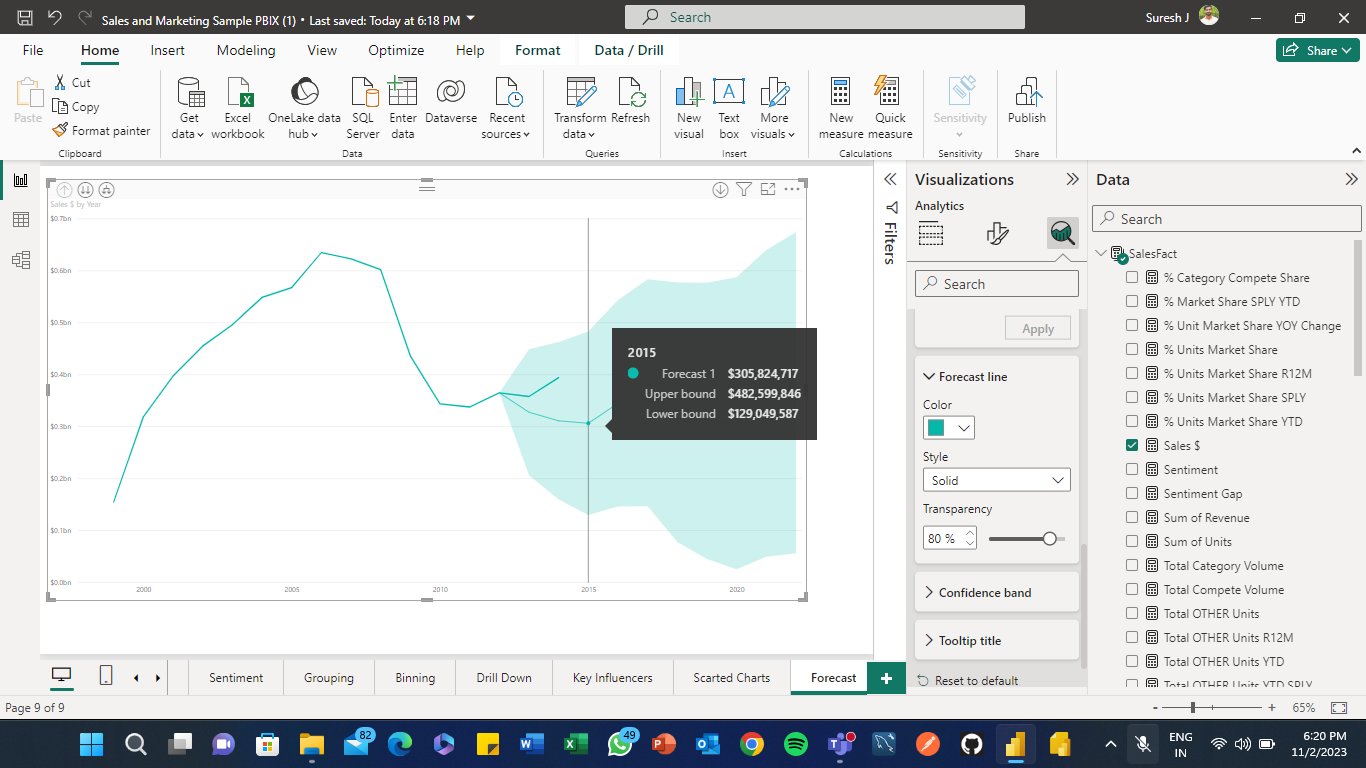 Sales and Marketing Sample PBIX (1) • Last saved: Today at 6:18 PM
Search
Suresh J
File
Home
Insert
Modeling
View
Optimize
Help
Format
Data / Drill
Share
Paste
Cut
Copy
Format painter
Clipboard
Get data
Excel workbook
OneLake data hub
SQL Server
Enter data
Dataverse
Recent sources
Data
Transform data
Refresh
Queries
New visual
Text box
More visuals
Insert
New measure
Quick measure
Calculations
Sensitivity
Sensitivity
Publish
Share
Sales $ by Year
$0.7bn
$0.6bn
$0.5bn
$0.4bn
$0.3bn
$0.2bn
$0.1bn
$0.0bn
2000
2005
2010
2015
2020
2015
Forecast 1 $305,824,717
Upper bound $482,599,846
Lower bound $129,049,587
Filters
Visualizations
Analytics
Search
Apply
Forecast line
Color
Style
Solid
Transparency
80 %
Confidence band
Tooltip title
Reset to default
Data
Search
SalesFact
% Category Compete Share
% Market Share SPLY YTD
% Unit Market Share YOY Change
% Units Market Share
% Units Market Share R12M
% Units Market Share SPLY
% Units Market Share YTD
Sales $
Sentiment
Sentiment Gap
Sum of Revenue
Sum of Units
Total Category Volume
Total Compete Volume
Total OTHER Units
Total OTHER Units R12M
Total OTHER Units YTD
Total OTHER Units YTD SPLY
Sentiment
Grouping
Binning
Drill Down
Key Influencers
Scarted Charts
Forecast
+
Page 9 of 9
- + 65%
82
49
ENG
IN
6:20 PM
11/2/2023